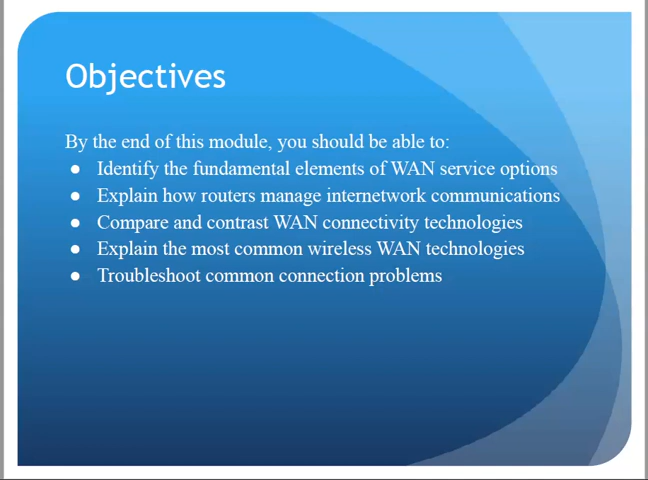 Objectives
By the end of this module, you should be able to:
● Identify the fundamental elements of WAN service options
● Explain how routers manage internetwork communications
● Compare and contrast WAN connectivity technologies
● Explain the most common wireless WAN technologies
● Troubleshoot common connection problems